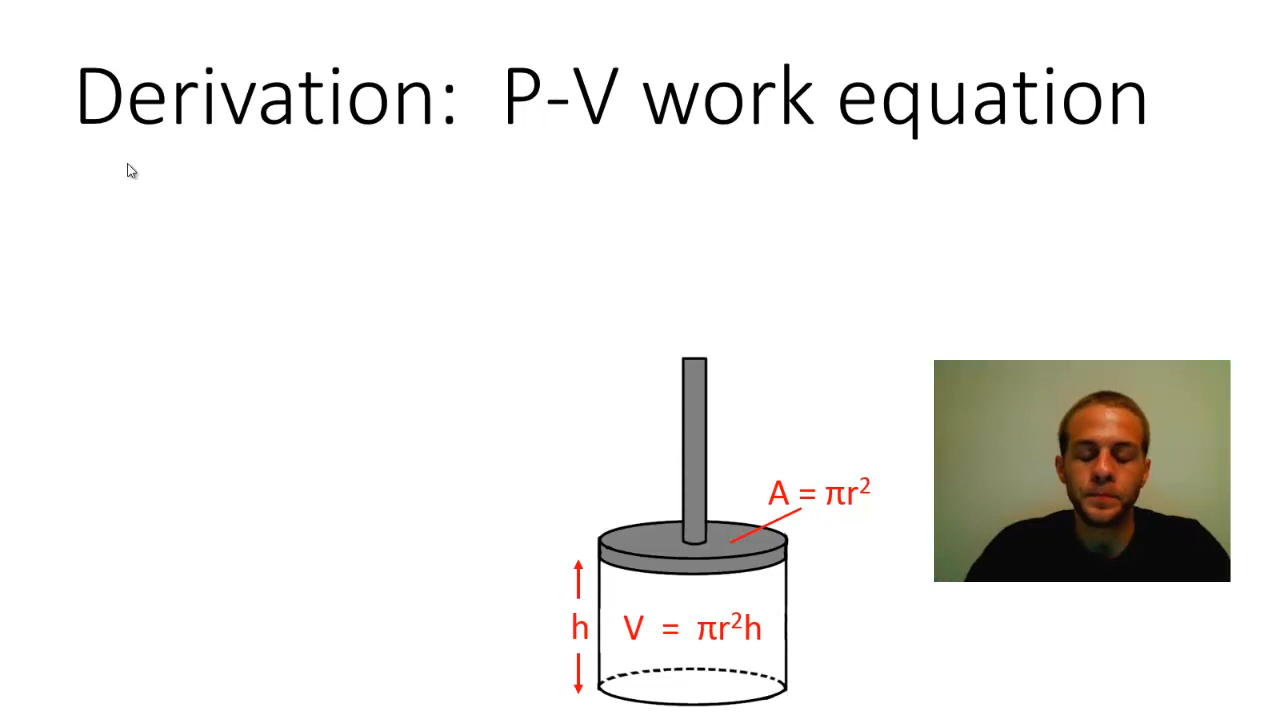 Derivation: P-V work equation
A = πr²
h
V = πr²h